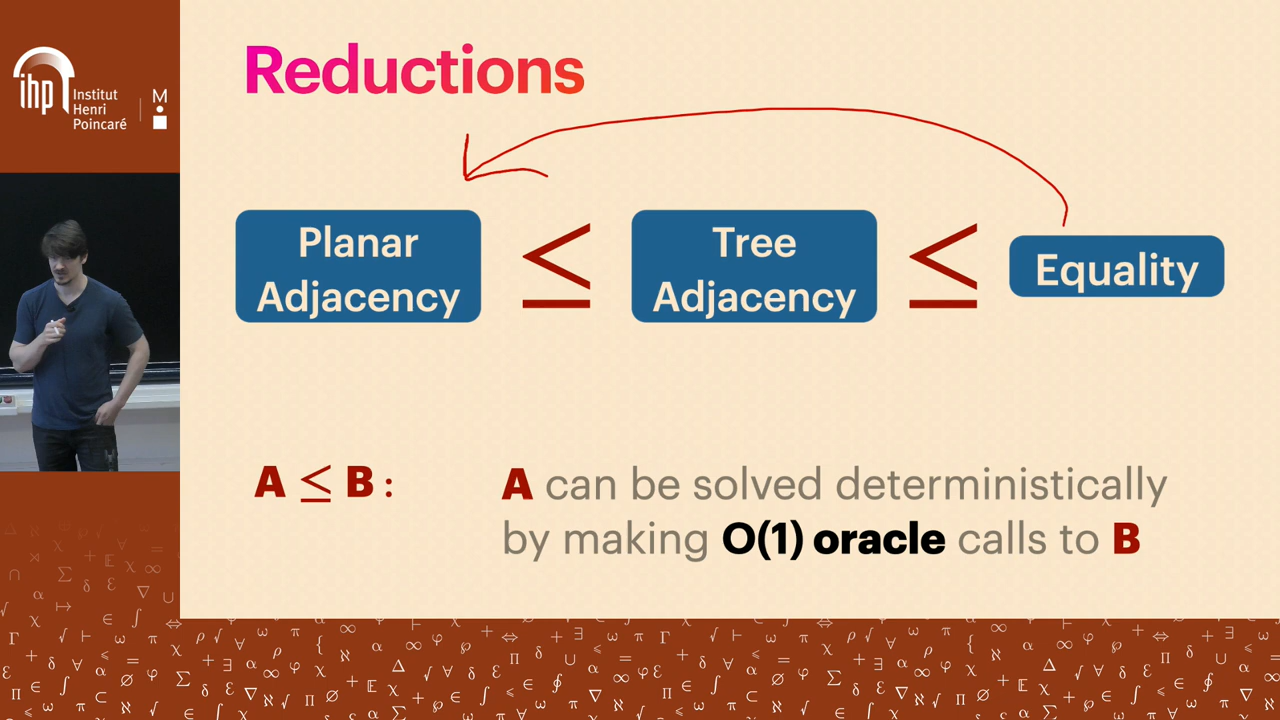 Reductions
ihp
Institut
Henri
Poincaré
M
Planar
Adjacency
≤
Tree
Adjacency
≤
Equality
A ≤ B :
A can be solved deterministically
by making O(1) oracle calls to B